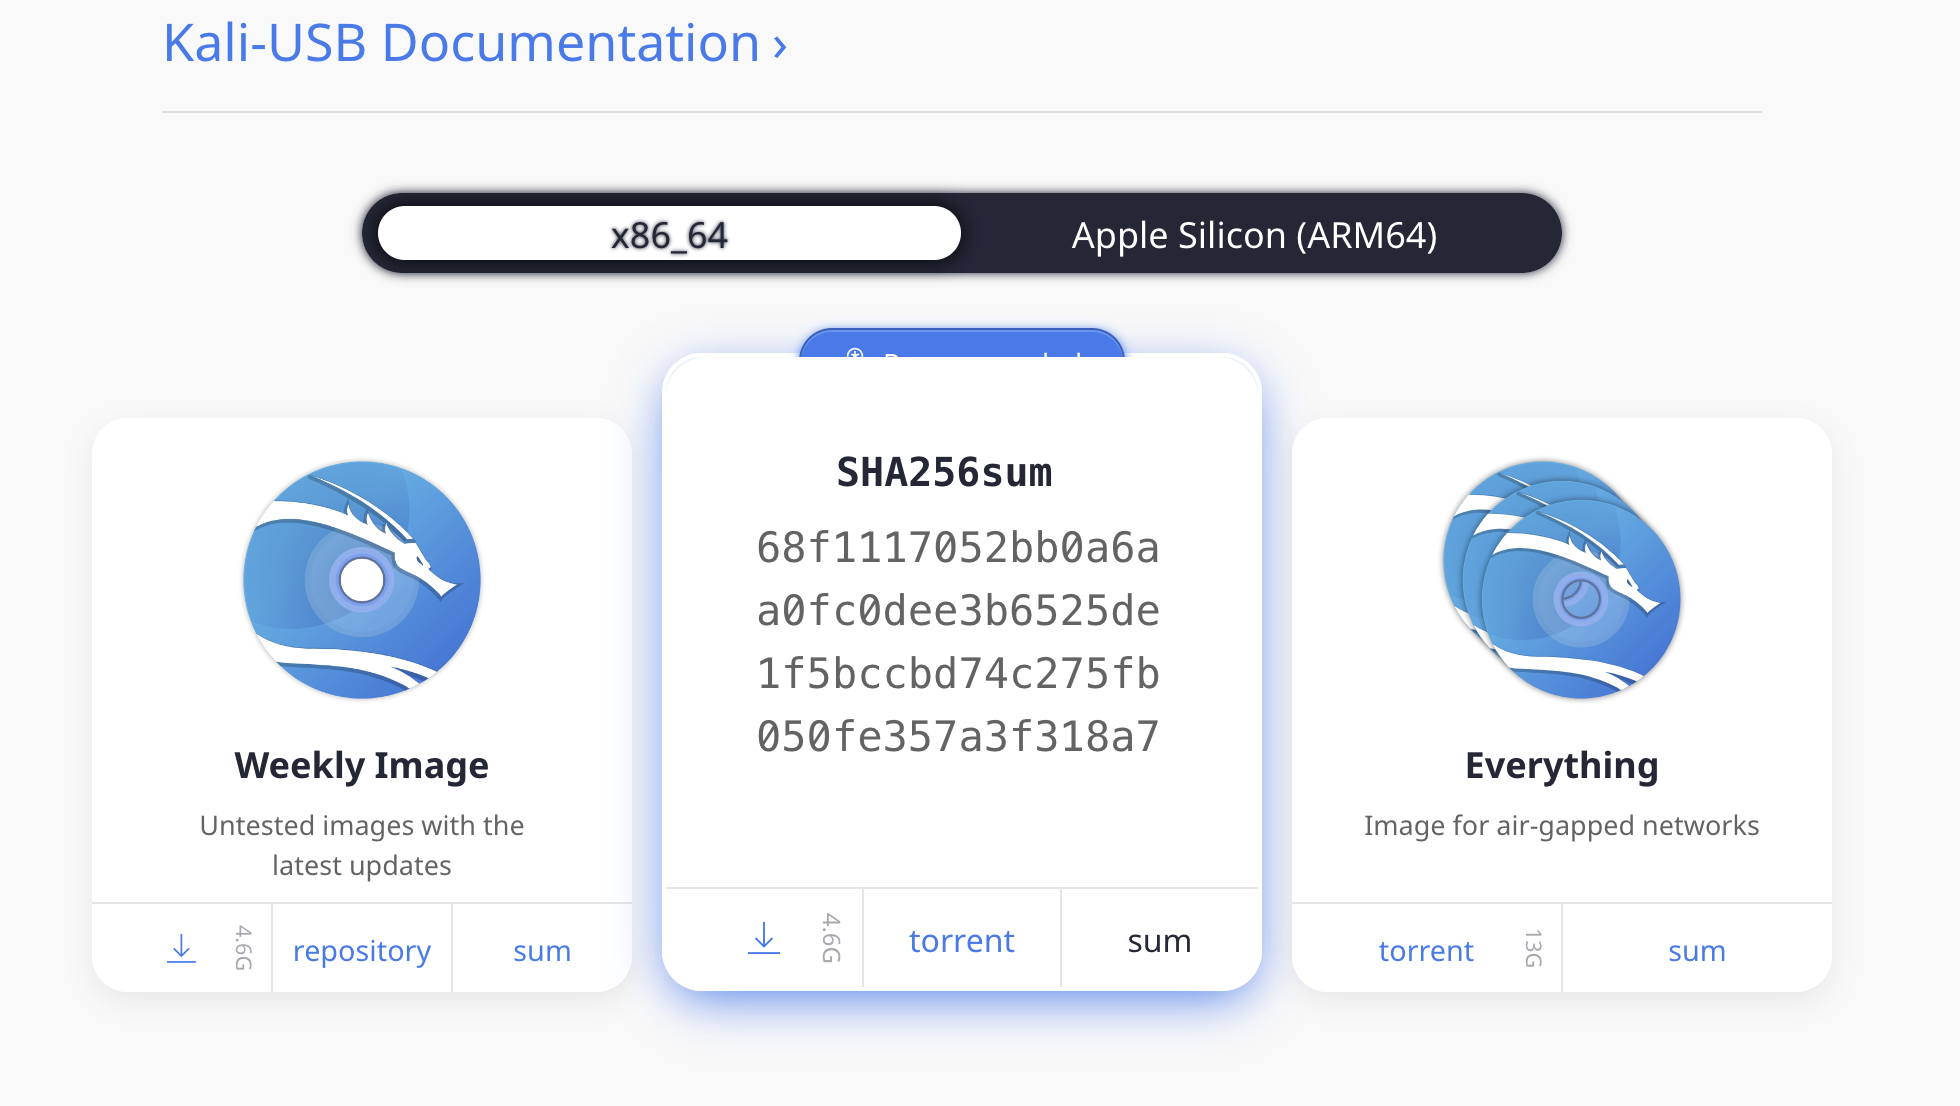 Kali-USB Documentation ›
x86_64
Apple Silicon (ARM64)
SHA256sum
68f1117052bb0a6a
a0fc0dee3b6525de
1f5bccbd74c275fb
050fe357a3f318a7
4.6G
torrent
sum
Weekly Image
Untested images with the
latest updates
4.6G
repository
sum
Everything
Image for air-gapped networks
torrent
13G
sum